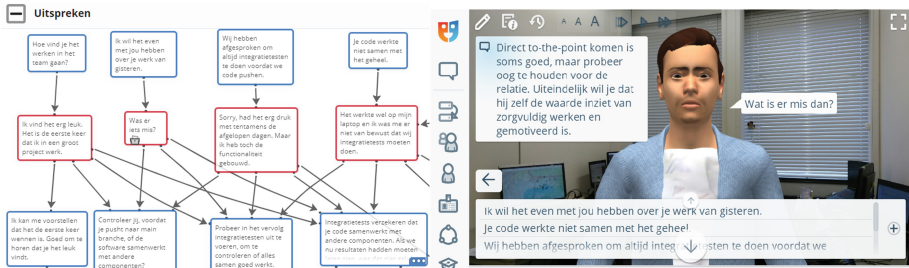 Uitspreken
Hoe vind je het
werken in het
team gaan?
Ik wil het even
met jou hebben
over je werk van
gisteren.
Wij hebben
afgesproken om
altijd integratietesten
te doen voordat we
code pushen.
Je code werkte
niet samen met
het geheel.
Ik vind het erg leuk.
Het is de eerste keer
dat ik in een groot
project werk.
Was er
iets mis?
Sorry, had het erg druk
met tentamens de
afgelopen dagen. Maar
ik heb toch de
functionaliteit
gebouwd.
Het werkte wel op mijn
laptop en ik was me er
niet van bewust dat wij
integratietests moeten
doen.
Ik kan me voorstellen
dat het de eerste keer
wennen is. Goed om te
horen dat je het leuk
vindt.
Controleer jij, voordat
je pusht naar main
branche, of de
software samenwerkt
met andere
componenten?
Probeer in het vervolg
integratietesten uit te
voeren, om te
controleren of alles
samen goed werks.
Integratietests verzekeren dat
je code samenwerkt met
andere componenten. Als we
nu resultaten hadden moeten
A A A
Direct to-the-point komen is
soms goed, maar probeer
oog te houden voor de
relatie. Uiteindelijk wil je dat
hij zelf de waarde inziet van
zorgvuldig werken en
gemotiveerd is.
Wat is er mis dan?
Ik wil het even met jou hebben over je werk van gisteren.
Je code werkte niet samen met het geheel.
Wij hebben afgesproken om altijd integratietesten te doen voordat we